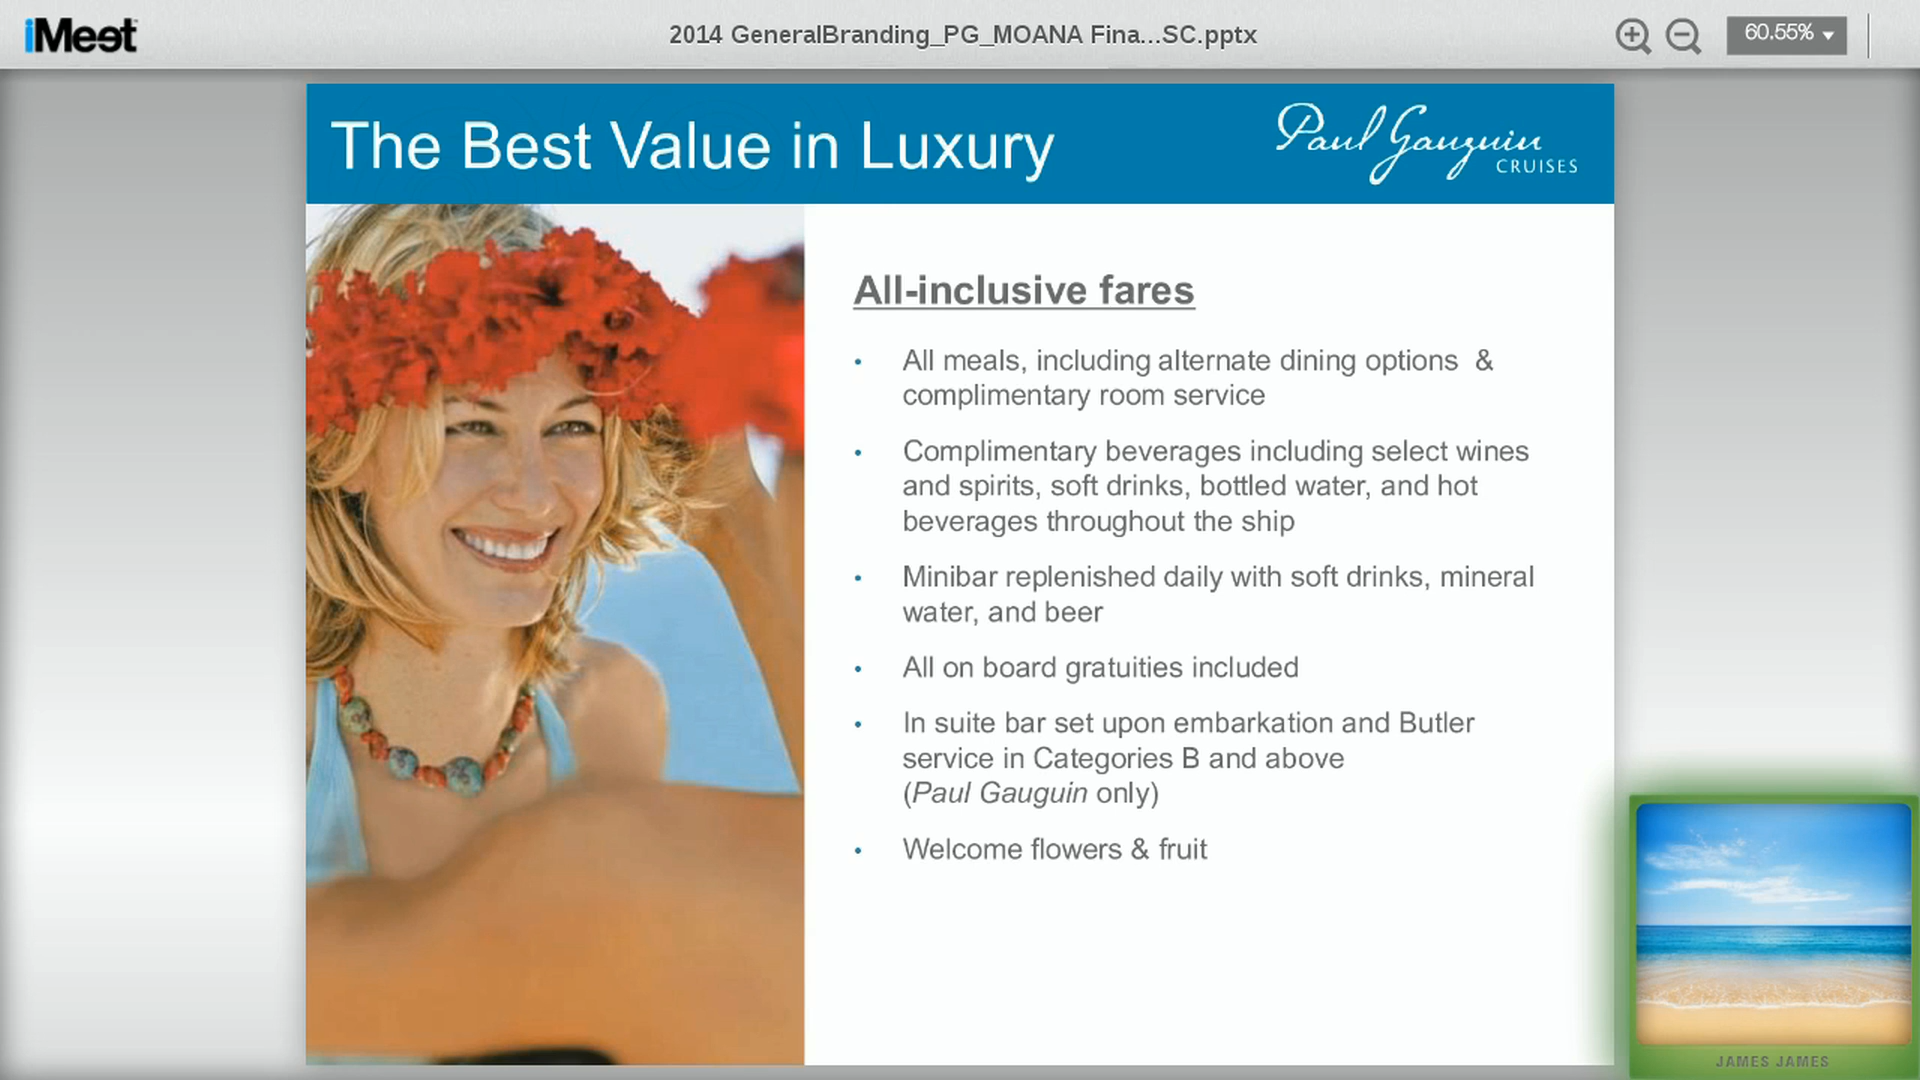 iMeet
2014 GeneralBranding_PG_MOANA Fina...SC.pptx
60.55%
The Best Value in Luxury
Paul Gauguin
CRUISES
All-inclusive fares
• All meals, including alternate dining options &
complimentary room service
• Complimentary beverages including select wines
and spirits, soft drinks, bottled water, and hot
beverages throughout the ship
• Minibar replenished daily with soft drinks, mineral
water, and beer
• All on board gratuities included
• In suite bar set upon embarkation and Butler
service in Categories B and above
(Paul Gauguin only)
• Welcome flowers & fruit
JAMES JAMES